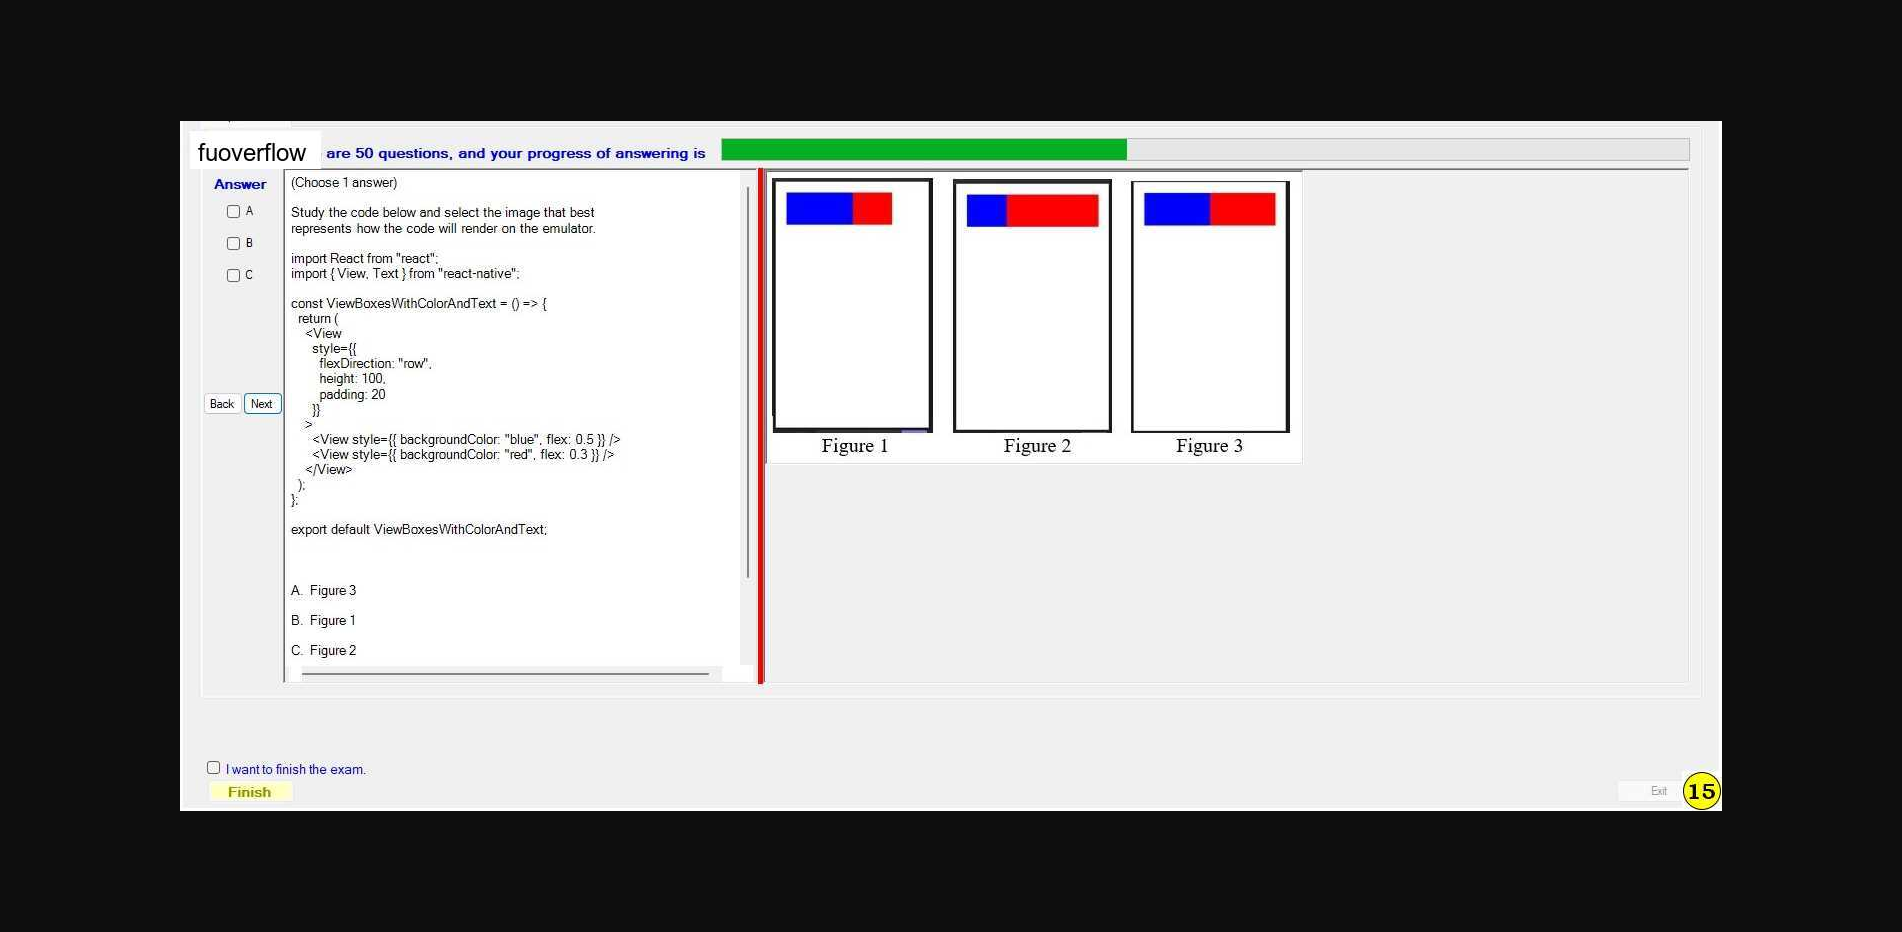 fuoverflow are 50 questions, and your progress of answering is
Answer
A
B
C
Back Next
(Choose 1 answer)
Study the code below and select the image that best
represents how the code will render on the emulator.
import React from "react";
import { View, Text } from "react-native";
const ViewBoxesWithColorAndText = () => {
return (
<View
style={{
flexDirection: "row",
height: 100,
padding: 20
}}
>
<View style={{ backgroundColor: "blue", flex: 0.5 }} />
<View style={{ backgroundColor: "red", flex: 0.3 }} />
</View>
);
};
export default ViewBoxesWithColorAndText;
A. Figure 3
B. Figure 1
C. Figure 2
Figure 1 Figure 2 Figure 3
I want to finish the exam.
Finish
Exit 15